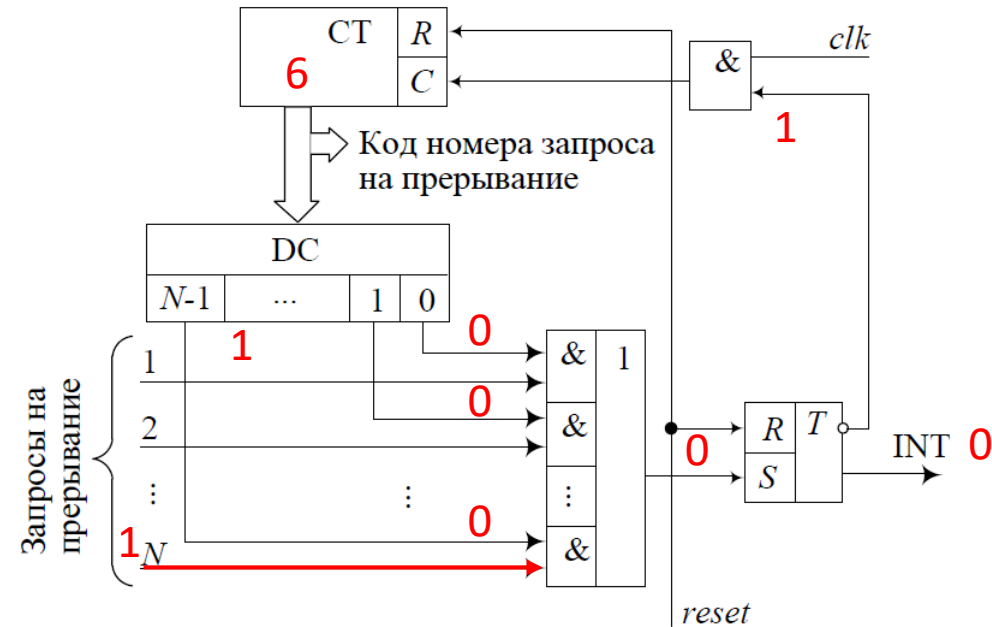 CT R
clk
&
6
C
1
Код номера запроса
на прерывание
DC
N-1 ... 1 0
1
0
1
& 1
0
2
&
R T
0
INT 0
S
Запросы на
прерывание
⋮
⋮
⋮
0
1
N
&
reset